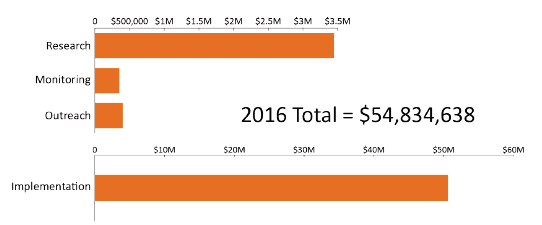 0 $500,000 $1M $1.5M $2M $2.5M $3M $3.5M
Research
Monitoring
Outreach
2016 Total = $54,834,638
0 $10M $20M $30M $40M $50M $60M
Implementation